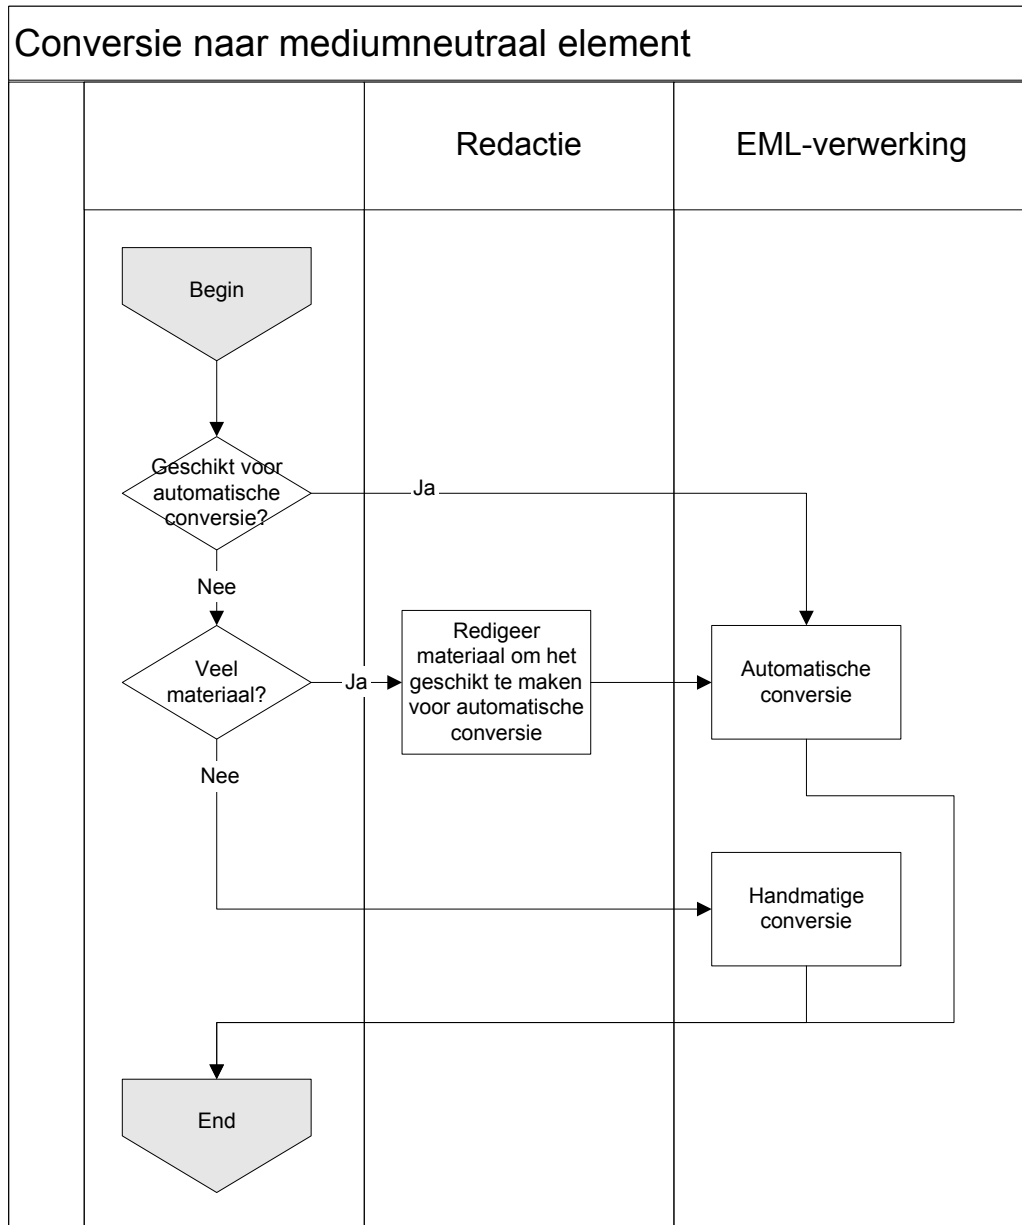 Conversie naar mediumneutraal element
Redactie
EML-verwerking
Begin
Geschikt voor
automatische
conversie?
Ja
Nee
Veel
materiaal?
Ja
Redigeer
materiaal om het
geschikt te maken
voor automatische
conversie
Automatische
conversie
Nee
Handmatige
conversie
End